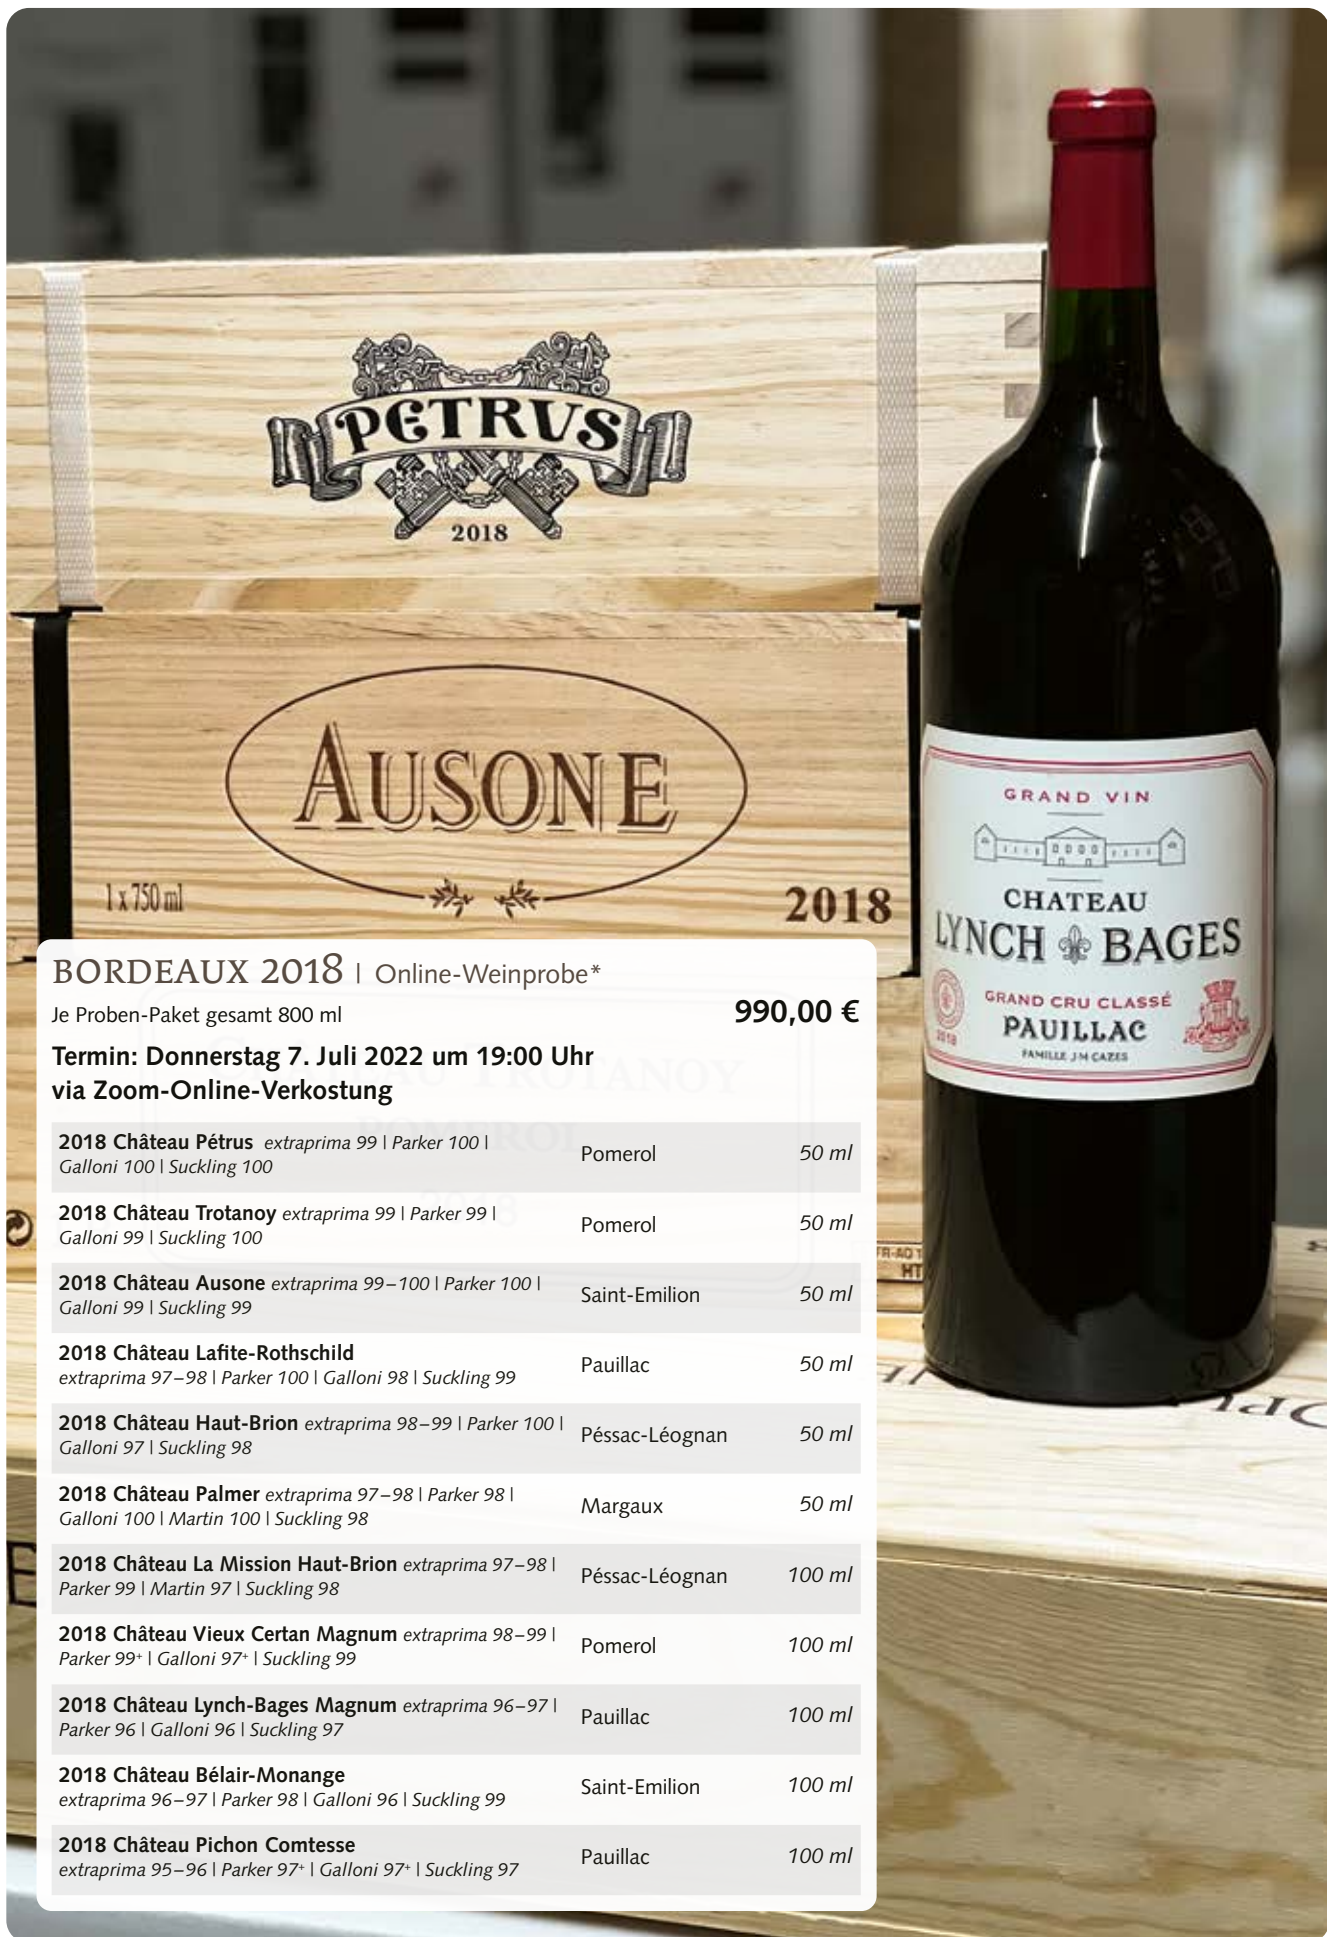 PETRVS
2018
AUSONE
1 x 750 ml
2018
GRAND VIN
CHATEAU
LYNCH BAGES
GRAND CRU CLASSÉ
2018
PAUILLAC
FAMILLE J-M CAZES
BORDEAUX 2018 | Online-Weinprobe*
Je Proben-Paket gesamt 800 ml 990,00 €
Termin: Donnerstag 7. Juli 2022 um 19:00 Uhr
via Zoom-Online-Verkostung
CHATEAU TROTANOY
POMEROL
2018
2018 Château Pétrus extraprima 99 | Parker 100 |
Galloni 100 | Suckling 100
Pomerol 50 ml
2018 Château Trotanoy extraprima 99 | Parker 99 |
Galloni 99 | Suckling 100
Pomerol 50 ml
2018 Château Ausone extraprima 99–100 | Parker 100 |
Galloni 99 | Suckling 99
Saint-Emilion 50 ml
2018 Château Lafite-Rothschild
extraprima 97–98 | Parker 100 | Galloni 98 | Suckling 99
Pauillac 50 ml
2018 Château Haut-Brion extraprima 98–99 | Parker 100 |
Galloni 97 | Suckling 98
Péssac-Léognan 50 ml
2018 Château Palmer extraprima 97–98 | Parker 98 |
Galloni 100 | Martin 100 | Suckling 98
Margaux 50 ml
2018 Château La Mission Haut-Brion extraprima 97–98 |
Parker 99 | Martin 97 | Suckling 98
Péssac-Léognan 100 ml
2018 Château Vieux Certan Magnum extraprima 98–99 |
Parker 99+ | Galloni 97+ | Suckling 99
Pomerol 100 ml
2018 Château Lynch-Bages Magnum extraprima 96–97 |
Parker 96 | Galloni 96 | Suckling 97
Pauillac 100 ml
2018 Château Bélair-Monange
extraprima 96–97 | Parker 98 | Galloni 96 | Suckling 99
Saint-Emilion 100 ml
2018 Château Pichon Comtesse
extraprima 95–96 | Parker 97+ | Galloni 97+ | Suckling 97
Pauillac 100 ml
FR-AQ
HT